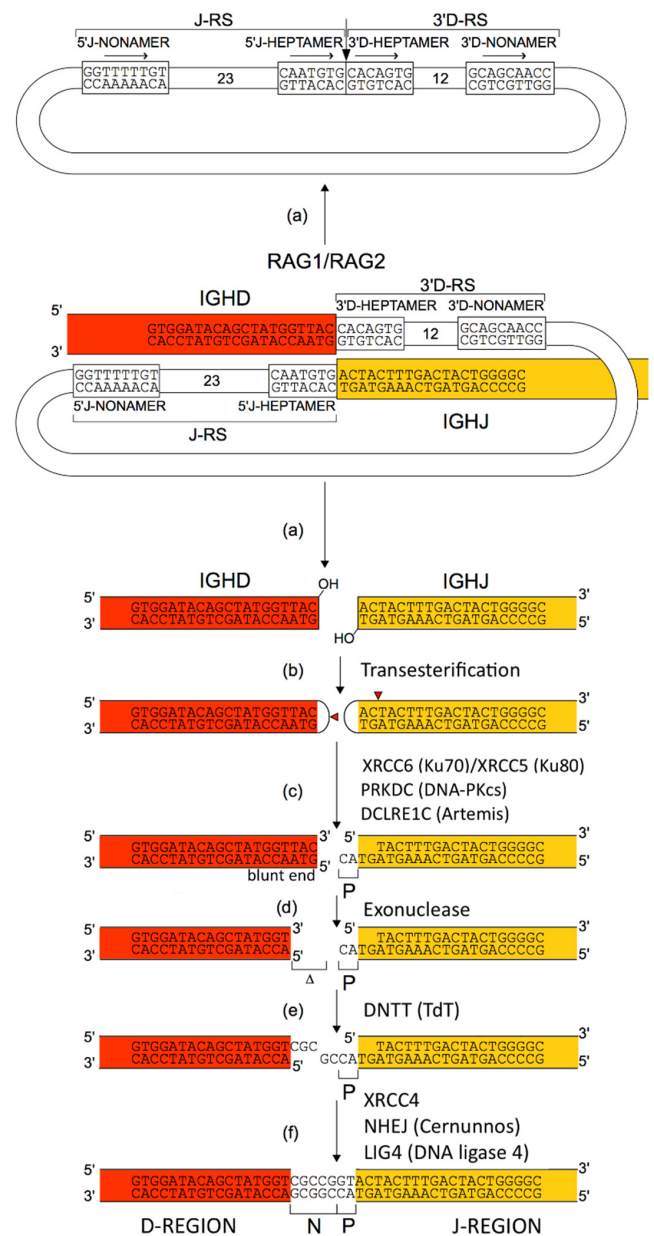 J-RS 3'D-RS
5'J-NONAMER 5'J-HEPTAMER 3'D-HEPTAMER 3'D-NONAMER
GGTTTTTGT CAATGTG CACAGTG GCAGCAACC
23 12
CCAAAAACA GTTACAC GTGTCAC CGTCGTTGG
(a)
RAG1/RAG2
3'D-RS
IGHD 3'D-HEPTAMER 3'D-NONAMER
5'
GTGGATACAGCTATGGTTAC CACAGTG 12 GCAGCAACC
CACCTATGTCGATACCAATG GTGTCAC CGTCGTTGG
3'
GGTTTTTGT 23 CAATGTG ACTACTTTGACTACTGGGGC
CCAAAAACA GTTACAC TGATGAAACTGATGACCCCG
5'J-NONAMER 5'J-HEPTAMER IGHJ
J-RS
(a)
IGHD OH IGHJ
5' 3'
GTGGATACAGCTATGGTTAC ACTACTTTGACTACTGGGGC
CACCTATGTCGATACCAATG TGATGAAACTGATGACCCCG
3' 5'
HO
(b) Transesterification
5' 3'
GTGGATACAGCTATGGTTAC ACTACTTTGACTACTGGGGC
CACCTATGTCGATACCAATG TGATGAAACTGATGACCCCG
3' 5'
XRCC6 (Ku70)/XRCC5 (Ku80)
(c) PRKDC (DNA-PKcs)
DCLRE1C (Artemis)
5' 3' 5' 3'
GTGGATACAGCTATGGTTAC TACTTTGACTACTGGGGC
CACCTATGTCGATACCAATG CATGATGAAACTGATGACCCCG
3' 5' 5'
blunt end P
(d) Exonuclease
5' 3' 5' 3'
GTGGATACAGCTATGGT TACTTTGACTACTGGGGC
CACCTATGTCGATACCA CATGATGAAACTGATGACCCCG
3' 5' 5'
Δ P
(e) DNTT (TdT)
5' 5' 3'
GTGGATACAGCTATGGTCGC TACTTTGACTACTGGGGC
CACCTATGTCGATACCA GCCCATGATGAAACTGATGACCCCG
3' 5' 5'
P
XRCC4
(f) NHEJ (Cernunnos)
LIG4 (DNA ligase 4)
5' 3'
GTGGATACAGCTATGGTCGCCGGTACTACTTTGACTACTGGGGC
CACCTATGTCGATACCAGCGGCCATGATGAAACTGATGACCCCG
3' 5'
D-REGION N P J-REGION